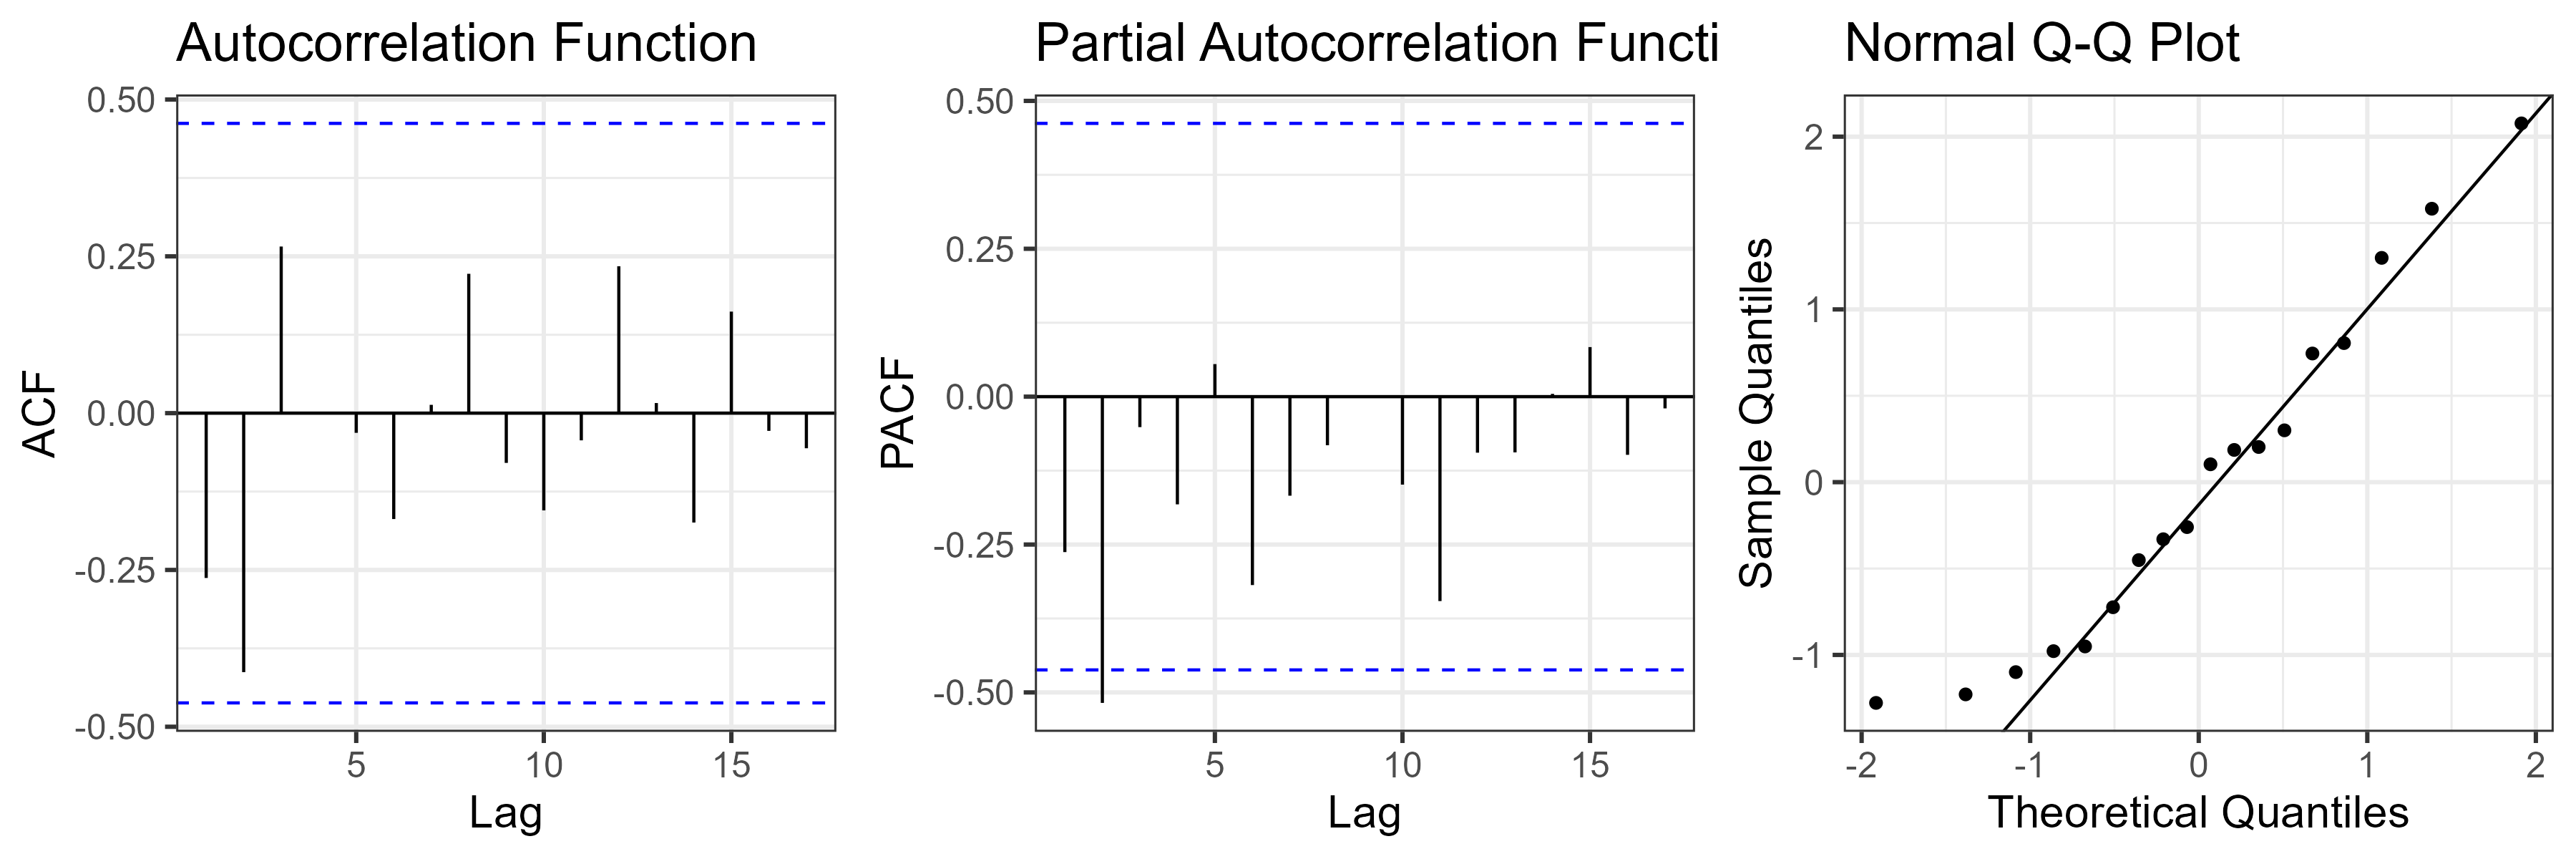 Autocorrelation Function
Partial Autocorrelation Functi
Normal Q-Q Plot
ACF
0.50
0.25
0.00
-0.25
-0.50
5
10
15
Lag
PACF
0.50
0.25
0.00
-0.25
-0.50
5
10
15
Lag
Sample Quantiles
2
1
0
-1
-2
-1
0
1
2
Theoretical Quantiles